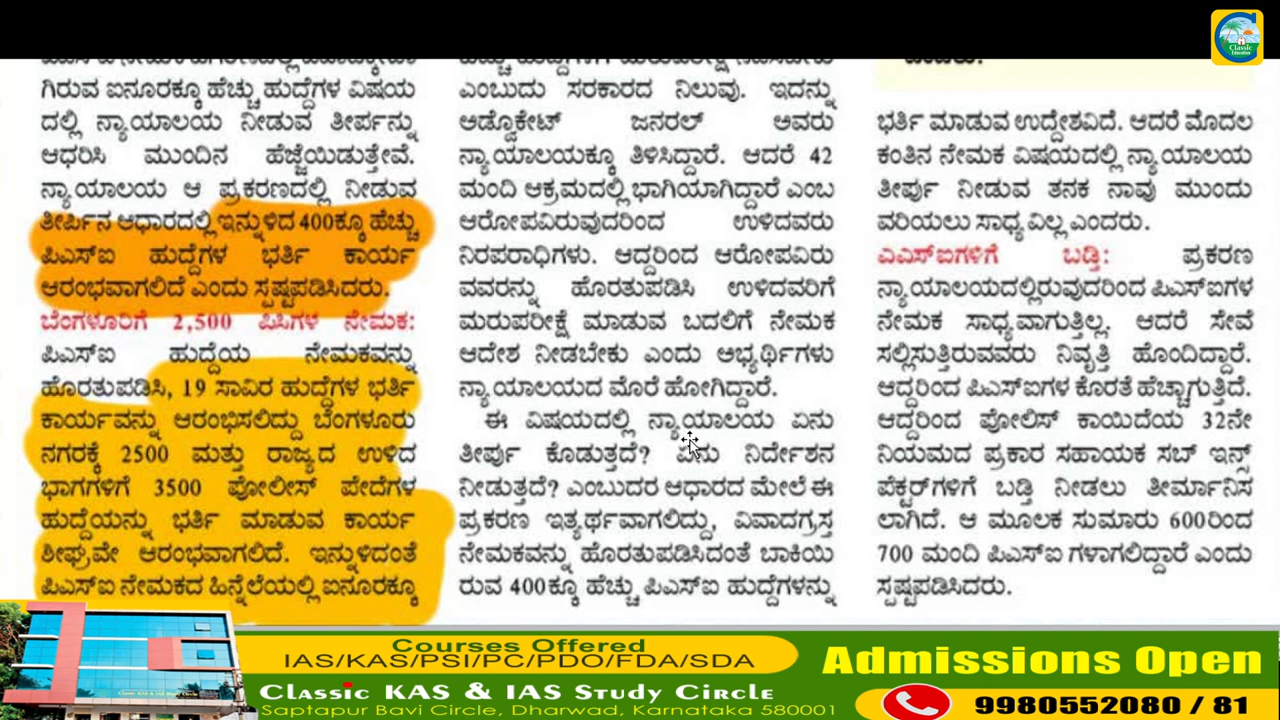 ಗಿರುವ ಐನೂರಕ್ಕೂ ಹೆಚ್ಚು ಹುದ್ದೆಗಳ ವಿಷಯ
ದಲ್ಲಿ ನ್ಯಾಯಾಲಯ ನೀಡುವ ತೀರ್ಪನ್ನು
ಆಧರಿಸಿ ಮುಂದಿನ ಹೆಜ್ಜೆಯಿಡುತ್ತೇವೆ.
ನ್ಯಾಯಾಲಯ ಆ ಪ್ರಕರಣದಲ್ಲಿ ನೀಡುವ
ತೀರ್ಪಿನ ಆಧಾರದಲ್ಲಿ ಇನ್ನುಳಿದ 400ಕ್ಕೂ ಹೆಚ್ಚು
ಪಿಎಸ್ಐ ಹುದ್ದೆಗಳ ಭರ್ತಿ ಕಾರ್ಯ
ಆರಂಭವಾಗಲಿದೆ ಎಂದು ಸ್ಪಷ್ಟಪಡಿಸಿದರು.
ಬೆಂಗಳೂರಿಗೆ 2,500 ಪಿಸಿಗಳ ನೇಮಕ:
ಪಿಎಸ್ಐ ಹುದ್ದೆಯ ನೇಮಕವನ್ನು
ಹೊರತುಪಡಿಸಿ, 19 ಸಾವಿರ ಹುದ್ದೆಗಳ ಭರ್ತಿ
ಕಾರ್ಯವನ್ನು ಆರಂಭಿಸಲಿದ್ದು ಬೆಂಗಳೂರು
ನಗರಕ್ಕೆ 2500 ಮತ್ತು ರಾಜ್ಯದ ಉಳಿದ
ಭಾಗಗಳಿಗೆ 3500 ಪೋಲೀಸ್ ಪೇದೆಗಳ
ಹುದ್ದೆಯನ್ನು ಭರ್ತಿ ಮಾಡುವ ಕಾರ್ಯ
ಶೀಘ್ರವೇ ಆರಂಭವಾಗಲಿದೆ. ಇನ್ನುಳಿದಂತೆ
ಪಿಎಸ್ಐ ನೇಮಕದ ಹಿನ್ನೆಲೆಯಲ್ಲಿ ಐನೂರಕ್ಕೂ
ಎಂಬುದು ಸರಕಾರದ ನಿಲುವು. ಇದನ್ನು
ಅಡ್ವೊಕೇಟ್ ಜನರಲ್ ಅವರು
ನ್ಯಾಯಾಲಯಕ್ಕೂ ತಿಳಿಸಿದ್ದಾರೆ. ಆದರೆ 42
ಮಂದಿ ಆಕ್ರಮದಲ್ಲಿ ಭಾಗಿಯಾಗಿದ್ದಾರೆ ಎಂಬ
ಆರೋಪವಿರುವುದರಿಂದ ಉಳಿದವರು
ನಿರಪರಾಧಿಗಳು. ಆದ್ದರಿಂದ ಆರೋಪವಿರು
ವವರನ್ನು ಹೊರತುಪಡಿಸಿ ಉಳಿದವರಿಗೆ
ಮರುಪರೀಕ್ಷೆ ಮಾಡುವ ಬದಲಿಗೆ ನೇಮಕ
ಆದೇಶ ನೀಡಬೇಕು ಎಂದು ಅಭ್ಯರ್ಥಿಗಳು
ನ್ಯಾಯಾಲಯದ ಮೊರೆ ಹೋಗಿದ್ದಾರೆ.
ಈ ವಿಷಯದಲ್ಲಿ ನ್ಯಾಯಾಲಯ ಏನು
ತೀರ್ಪು ಕೊಡುತ್ತದೆ? ಏನು ನಿರ್ದೇಶನ
ನೀಡುತ್ತದೆ? ಎಂಬುದರ ಆಧಾರದ ಮೇಲೆ ಈ
ಪ್ರಕರಣ ಇತ್ಯರ್ಥವಾಗಲಿದ್ದು, ವಿವಾದಗ್ರಸ್ತ
ನೇಮಕವನ್ನು ಹೊರತುಪಡಿಸಿದಂತೆ ಬಾಕಿಯಿ
ರುವ 400ಕ್ಕೂ ಹೆಚ್ಚು ಪಿಎಸ್ಐ ಹುದ್ದೆಗಳನ್ನು
ಭರ್ತಿ ಮಾಡುವ ಉದ್ದೇಶವಿದೆ. ಆದರೆ ಮೊದಲ
ಕಂತಿನ ನೇಮಕ ವಿಷಯದಲ್ಲಿ ನ್ಯಾಯಾಲಯ
ತೀರ್ಪು ನೀಡುವ ತನಕ ನಾವು ಮುಂದು
ವರಿಯಲು ಸಾಧ್ಯವಿಲ್ಲ ಎಂದರು.
ಎಎಸ್ಐಗಳಿಗೆ ಬಡ್ತಿ: ಪ್ರಕರಣ
ನ್ಯಾಯಾಲಯದಲ್ಲಿರುವುದರಿಂದ ಪಿಎಸ್ಐಗಳ
ನೇಮಕ ಸಾಧ್ಯವಾಗುತ್ತಿಲ್ಲ. ಆದರೆ ಸೇವೆ
ಸಲ್ಲಿಸುತ್ತಿರುವವರು ನಿವೃತ್ತಿ ಹೊಂದಿದ್ದಾರೆ.
ಆದ್ದರಿಂದ ಪಿಎಸ್ಐಗಳ ಕೊರತೆ ಹೆಚ್ಚಾಗುತ್ತಿದೆ.
ಆದ್ದರಿಂದ ಪೋಲಿಸ್ ಕಾಯಿದೆಯ 32ನೇ
ನಿಯಮದ ಪ್ರಕಾರ ಸಹಾಯಕ ಸಬ್ ಇನ್ಸ್
ಪೆಕ್ಟರ್‌ಗಳಿಗೆ ಬಡ್ತಿ ನೀಡಲು ತೀರ್ಮಾನಿಸ
ಲಾಗಿದೆ. ಆ ಮೂಲಕ ಸುಮಾರು 600ರಿಂದ
700 ಮಂದಿ ಪಿಎಸ್ಐ ಗಳಾಗಲಿದ್ದಾರೆ ಎಂದು
ಸ್ಪಷ್ಟಪಡಿಸಿದರು.
Classic
Education
Courses Offered
IAS/KAS/PSI/PC/PDO/FDA/SDA
Classic KAS & IAS Study Circle
Saptapur Bavi Circle, Dharwad, Karnataka 580001
Admissions Open
9980552080 / 81